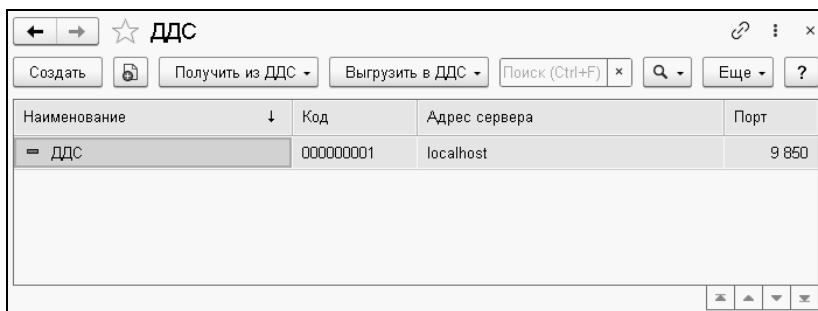 ДДС
Создать Получить из ДДС Выгрузить в ДДС Поиск (Ctrl+F) × Еще ?
Наименование ↓ Код Адрес сервера Порт
ДДС 000000001 localhost 9 850